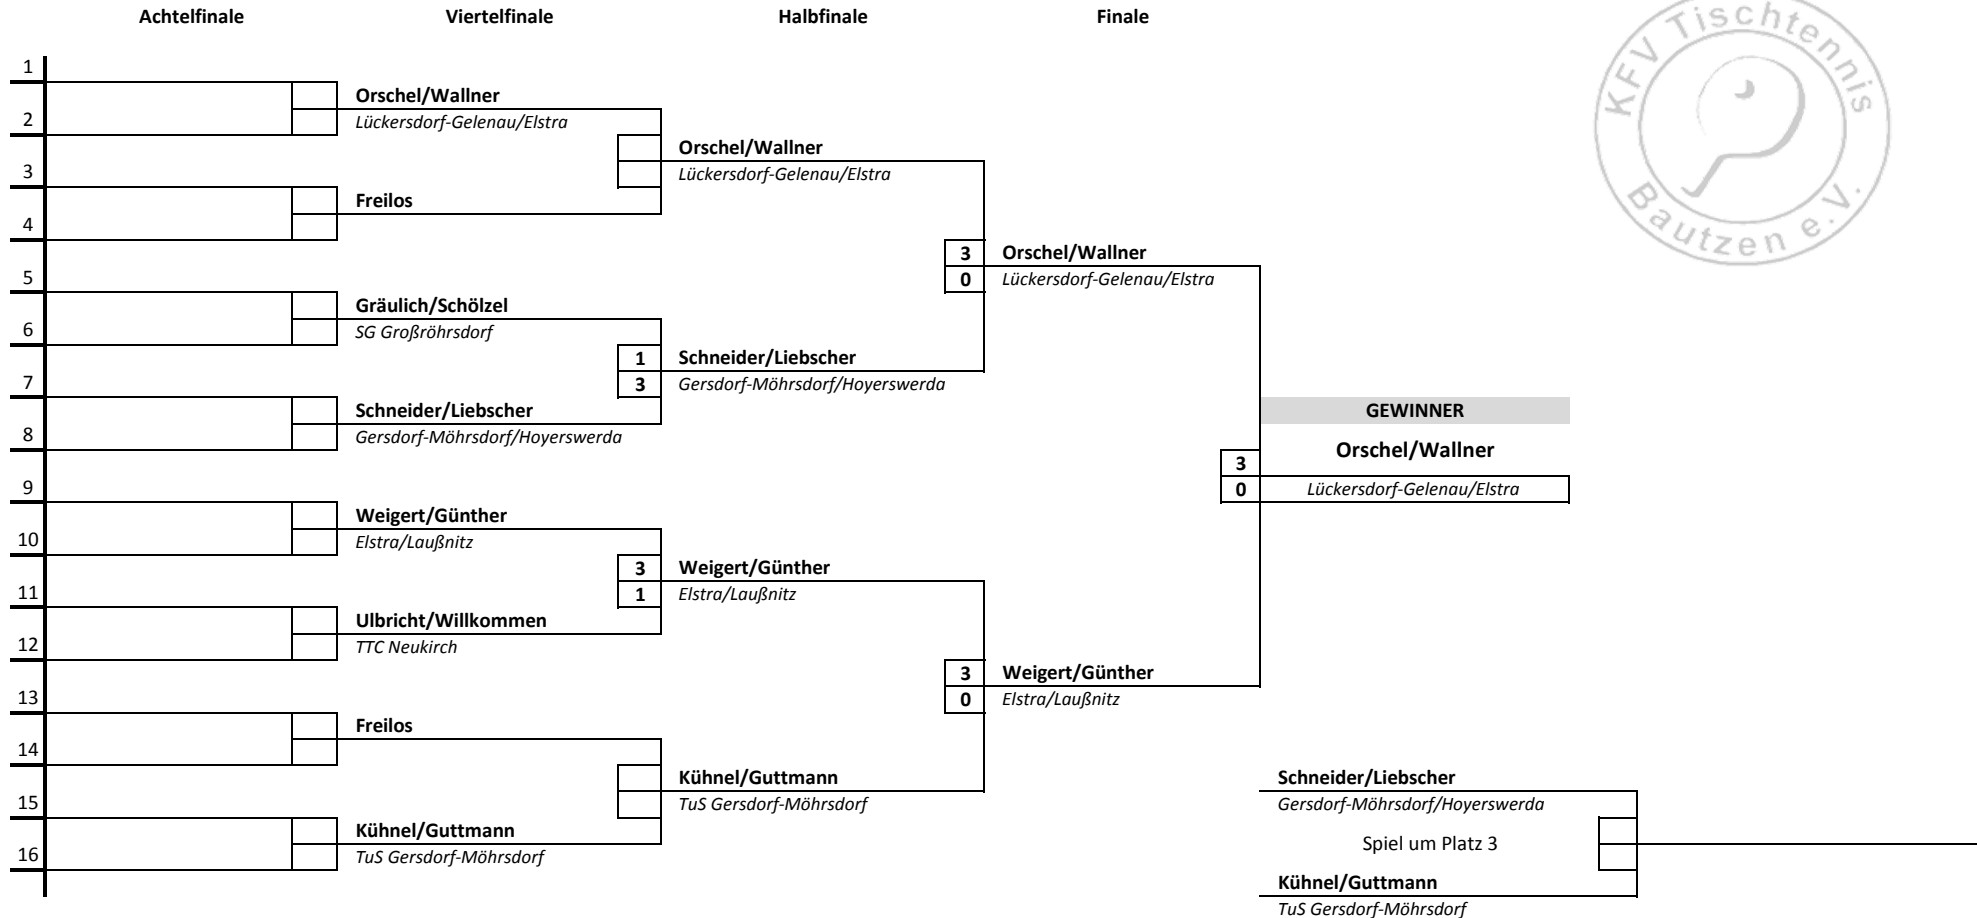 Achtelfinale Viertelfinale Halbfinale Finale
KFV Tischtennis
Bautzen e.V.
1
2
3
4
5
6
7
8
9
10
11
12
13
14
15
16
Orschel/Wallner
Lückersdorf-Gelenau/Elstra
Freilos
Gräulich/Schölzel
SG Großröhrsdorf
Schneider/Liebscher
Gersdorf-Möhrsdorf/Hoyerswerda
Weigert/Günther
Elstra/Laußnitz
Ulbricht/Willkommen
TTC Neukirch
Freilos
Kühnel/Guttmann
TuS Gersdorf-Möhrsdorf
Orschel/Wallner
Lückersdorf-Gelenau/Elstra
1
3
Schneider/Liebscher
Gersdorf-Möhrsdorf/Hoyerswerda
3
1
Weigert/Günther
Elstra/Laußnitz
Kühnel/Guttmann
TuS Gersdorf-Möhrsdorf
3
0
Orschel/Wallner
Lückersdorf-Gelenau/Elstra
3
0
Weigert/Günther
Elstra/Laußnitz
GEWINNER
3
0
Orschel/Wallner
Lückersdorf-Gelenau/Elstra
Schneider/Liebscher
Gersdorf-Möhrsdorf/Hoyerswerda
Spiel um Platz 3
Kühnel/Guttmann
TuS Gersdorf-Möhrsdorf